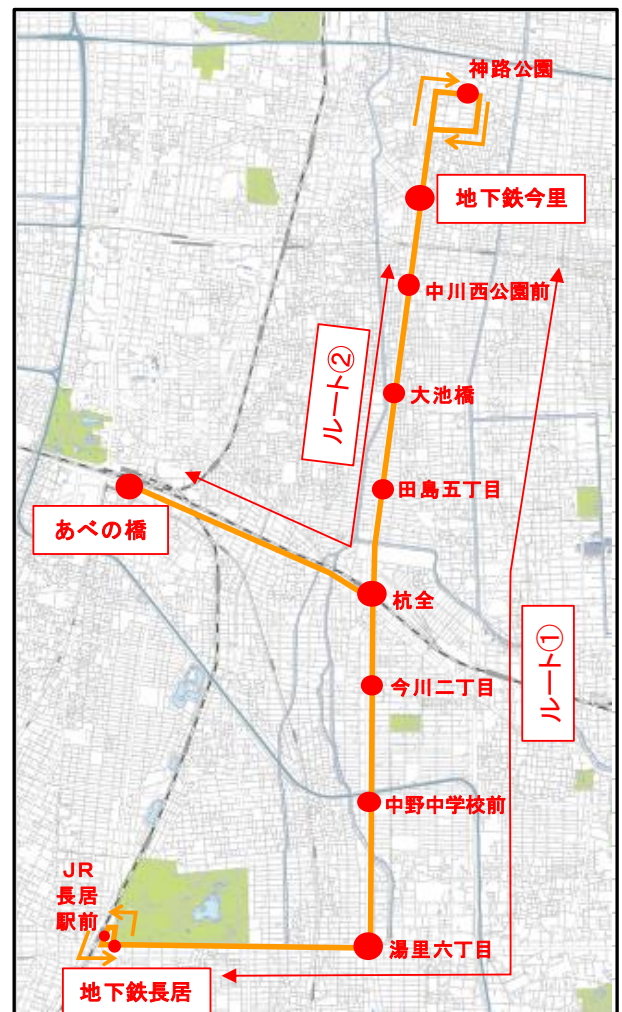 神路公園
地下鉄今里
中川西公園前
ルート②
大池橋
田島五丁目
あべの橋
杭全
ルート①
今川二丁目
中野中学校前
JR
長居
駅前
湯里六丁目
地下鉄長居